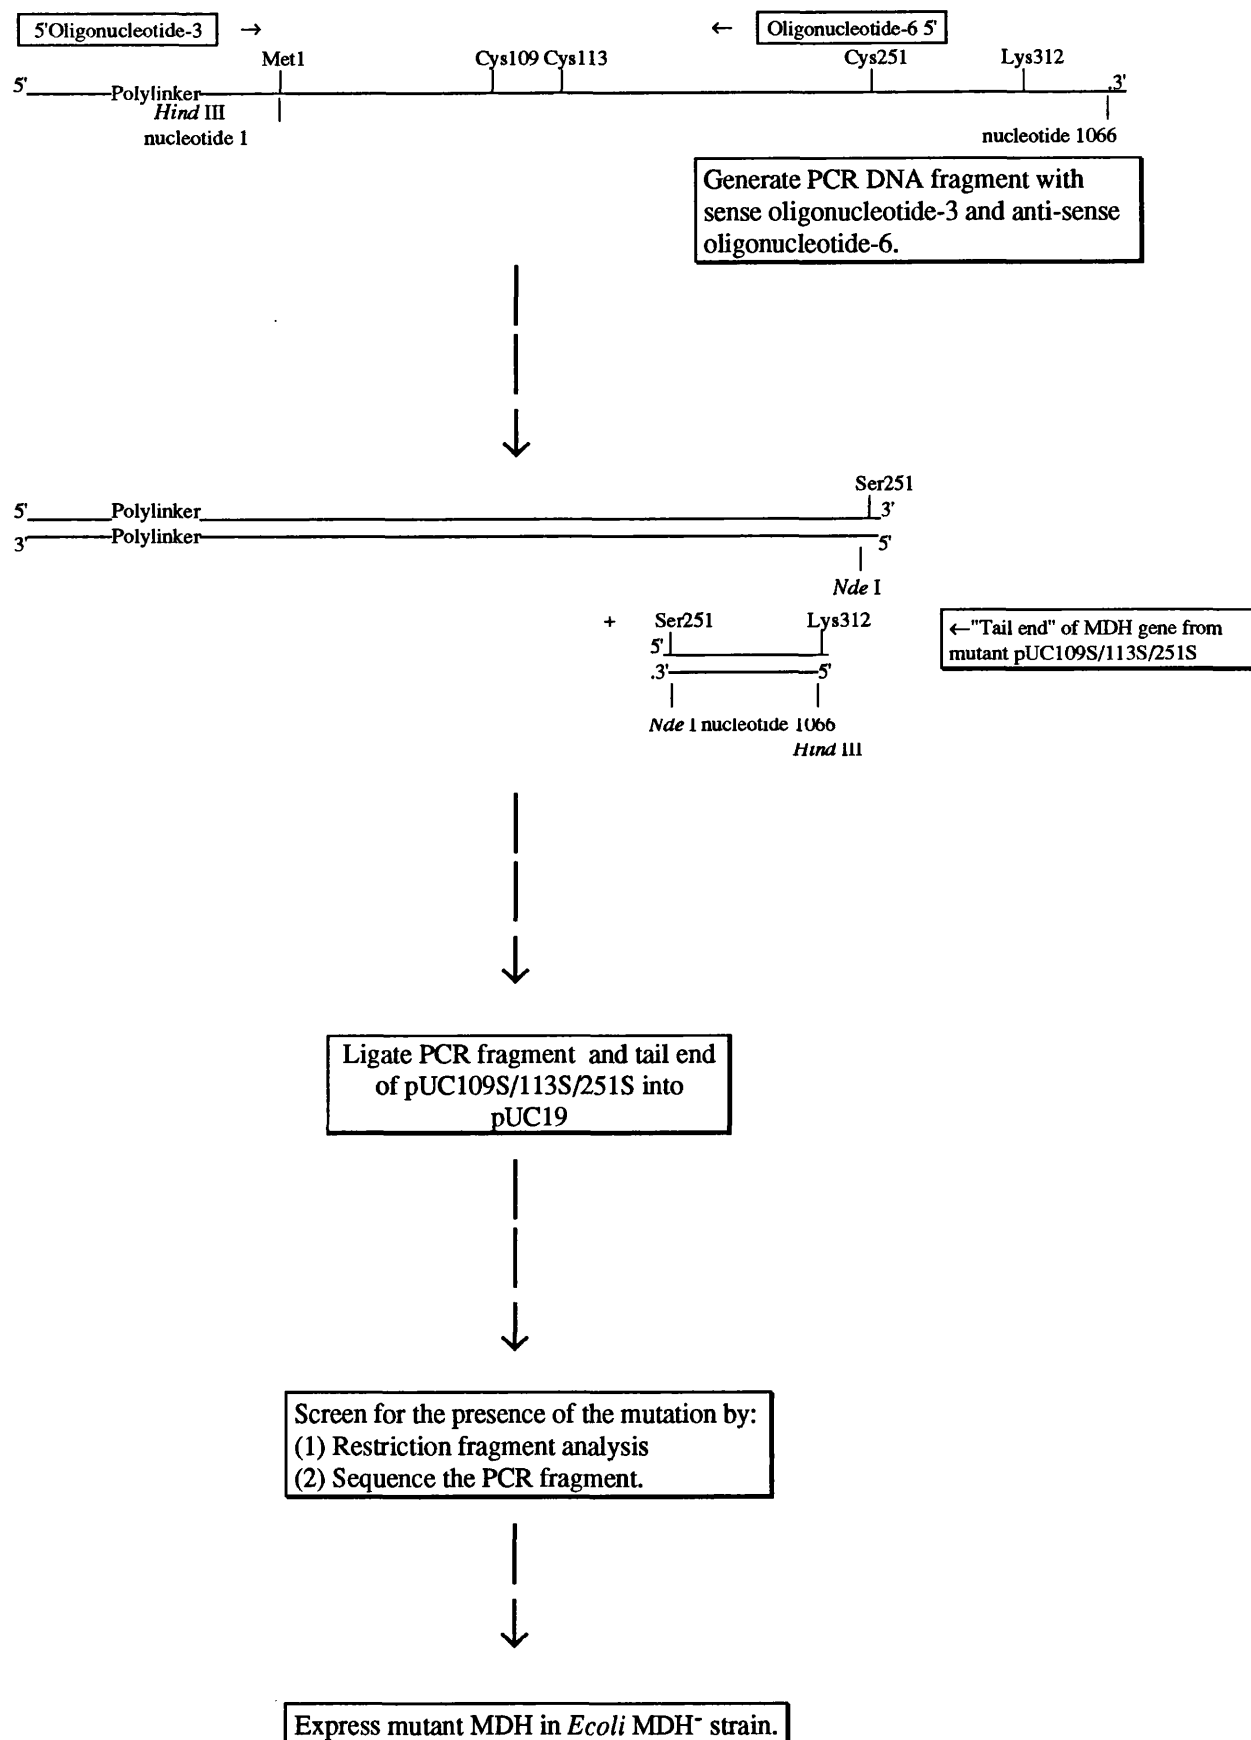 5'Oligonucleotide-3 →
← Oligonucleotide-6 5'
Met1 Cys109 Cys113 Cys251 Lys312
5' Polylinker .3'
Hind III
nucleotide 1 nucleotide 1066
Generate PCR DNA fragment with
sense oligonucleotide-3 and anti-sense
oligonucleotide-6.
Ser251
5' Polylinker 3'
3' Polylinker 5'
Nde I
+ Ser251 Lys312
5'
.3' 5'
←"Tail end" of MDH gene from
mutant pUC109S/113S/251S
Nde I nucleotide 1066
Hind III
Ligate PCR fragment and tail end
of pUC109S/113S/251S into
pUC19
Screen for the presence of the mutation by:
(1) Restriction fragment analysis
(2) Sequence the PCR fragment.
Express mutant MDH in Ecoli MDH- strain.